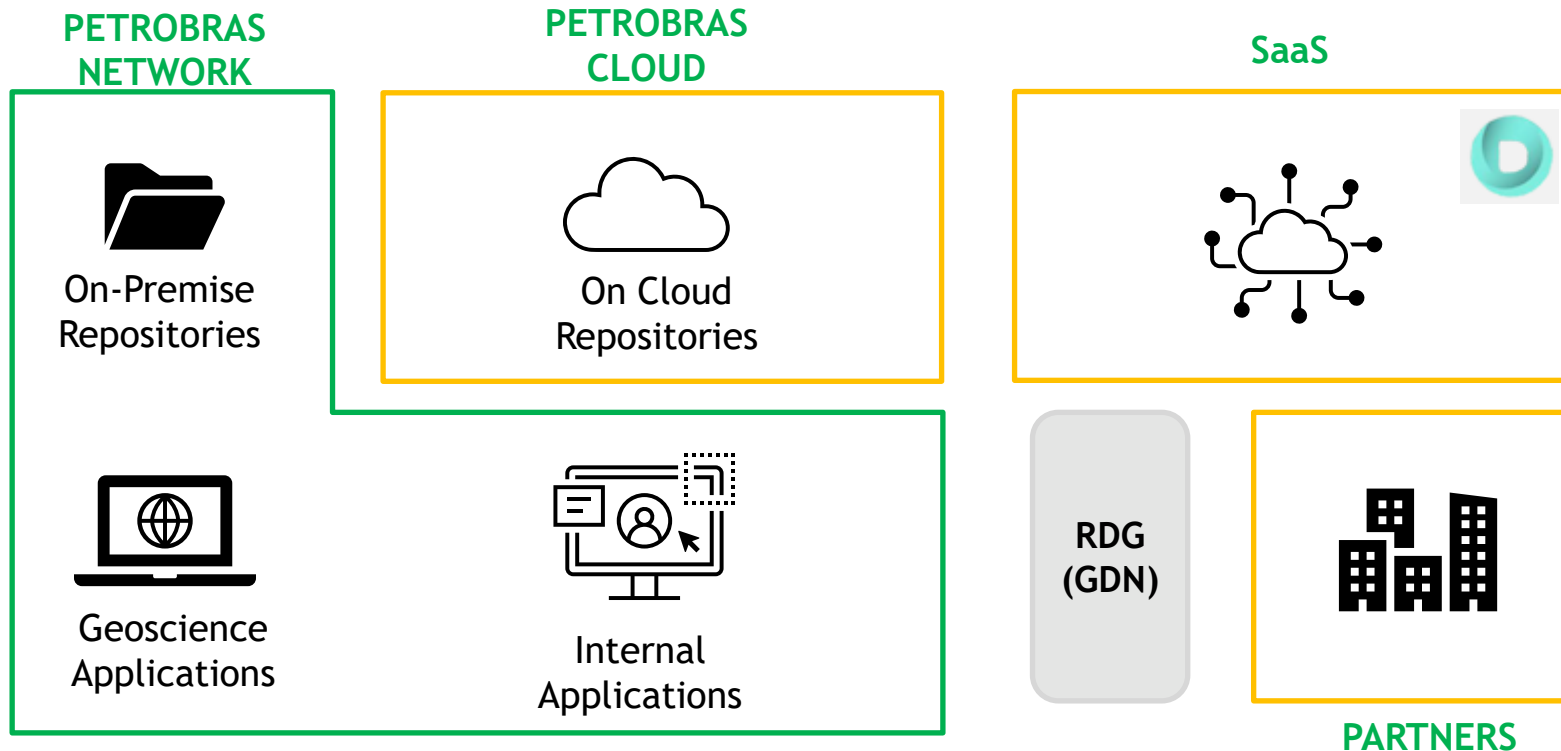 PETROBRAS
NETWORK
PETROBRAS
CLOUD
SaaS
On-Premise
Repositories
On Cloud
Repositories
Geoscience
Applications
Internal
Applications
RDG
(GDN)
PARTNERS